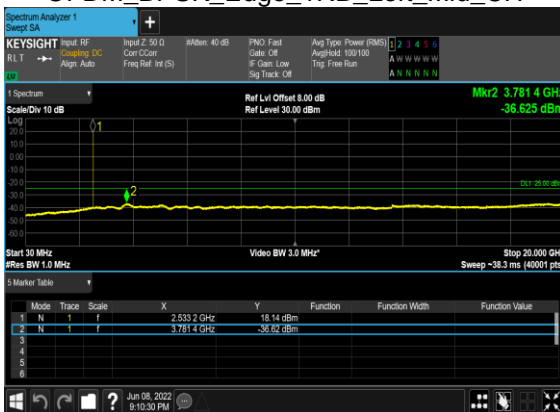 Spectrum Analyzer 1
Swept SA
+
KEYSIGHT Input: RF Input Z: 50 Ω #Atten: 40 dB PNO: Fast Avg Type: Power (RMS) 1 2 3 4 5 6
RLT Coupling: DC Corr CCorr Gate: Off Avg|Hold: 100/100 A W W W W W
Align: Auto Freq Ref: Int (S) IF Gain: Low Trig: Free Run
Sig Track: Off A N N N N N
1 Spectrum Ref Lvl Offset 8.00 dB Mkr2 3.781 4 GHz
Scale/Div 10 dB Ref Level 30.00 dBm -36.625 dBm
Log
20.0
10.0
0.00
-10.0
-20.0
-30.0
-40.0
-50.0
-60.0
1
2
DL1 -25.00 dBm
Start 30 MHz Video BW 3.0 MHz* Stop 20.000 GHz
#Res BW 1.0 MHz Sweep ~38.3 ms (40001 pts)
5 Marker Table
Mode Trace Scale X Y Function Function Width Function Value
1 N 1 f 2.533 2 GHz 18.14 dBm
2 N 1 f 3.781 4 GHz -36.62 dBm
3
4
5
6
? Jun 08, 2022
9:10:30 PM